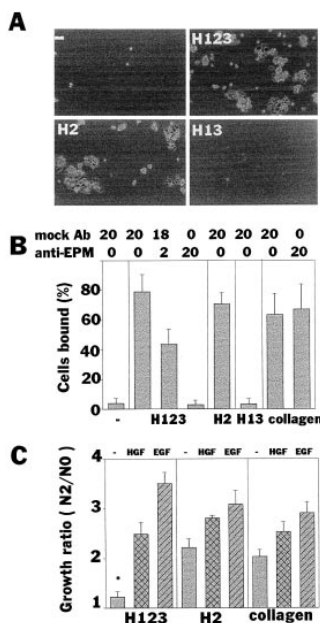 A
H123
H2
H13
mock Ab 20 20 18 0 20 20 20 0
anti-EPM 0 0 2 20 0 0 0 20
B
Cells bound (%)
80
60
40
20
0
- H123 H2 H13 collagen
C
- HGF EGF - HGF EGF - HGF EGF
Growth ratio (N2/N0)
4
3
2
1
*
H123 H2 collagen